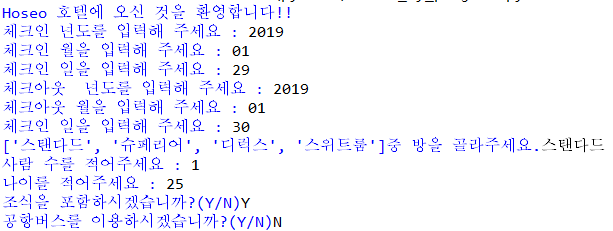 Hoseo 호텔에 오신 것을 환영합니다!!
체크인 년도를 입력해 주세요 : 2019
체크인 월을 입력해 주세요 : 01
체크인 일을 입력해 주세요 : 29
체크아웃  년도를 입력해 주세요 : 2019
체크아웃 월을 입력해 주세요 : 01
체크인 일을 입력해 주세요 : 30
['스탠다드', '슈페리어', '디럭스', '스위트룸']중 방을 골라주세요.스탠다드
사람 수를 적어주세요 : 1
나이를 적어주세요 : 25
조식을 포함하시겠습니까?(Y/N)Y
공항버스를 이용하시겠습니까?(Y/N)N